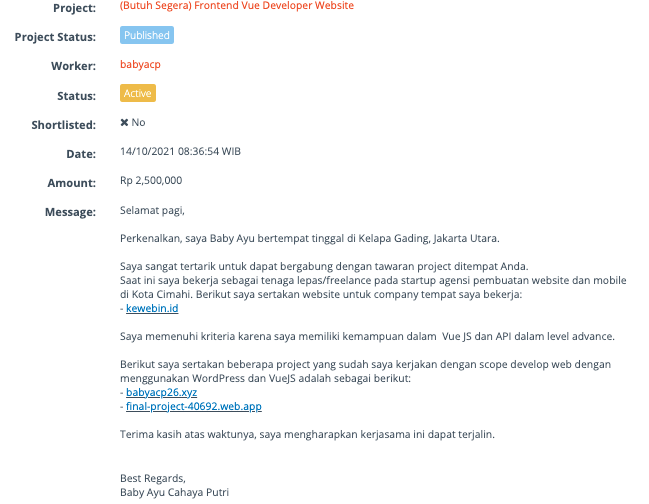 Project: (Butuh Segera) Frontend Vue Developer Website
Project Status: Published
Worker: babyacp
Status: Active
Shortlisted: ✖ No
Date: 14/10/2021 08:36:54 WIB
Amount: Rp 2,500,000
Message: Selamat pagi,
Perkenalkan, saya Baby Ayu bertempat tinggal di Kelapa Gading, Jakarta Utara.
Saya sangat tertarik untuk dapat bergabung dengan tawaran project ditempat Anda.
Saat ini saya bekerja sebagai tenaga lepas/freelance pada startup agensi pembuatan website dan mobile
di Kota Cimahi. Berikut saya sertakan website untuk company tempat saya bekerja:
- kewebin.id
Saya memenuhi kriteria karena saya memiliki kemampuan dalam  Vue JS dan API dalam level advance.
Berikut saya sertakan beberapa project yang sudah saya kerjakan dengan scope develop web dengan
menggunakan WordPress dan VueJS adalah sebagai berikut:
- babyacp26.xyz
- final-project-40692.web.app
Terima kasih atas waktunya, saya mengharapkan kerjasama ini dapat terjalin.
Best Regards,
Baby Ayu Cahaya Putri